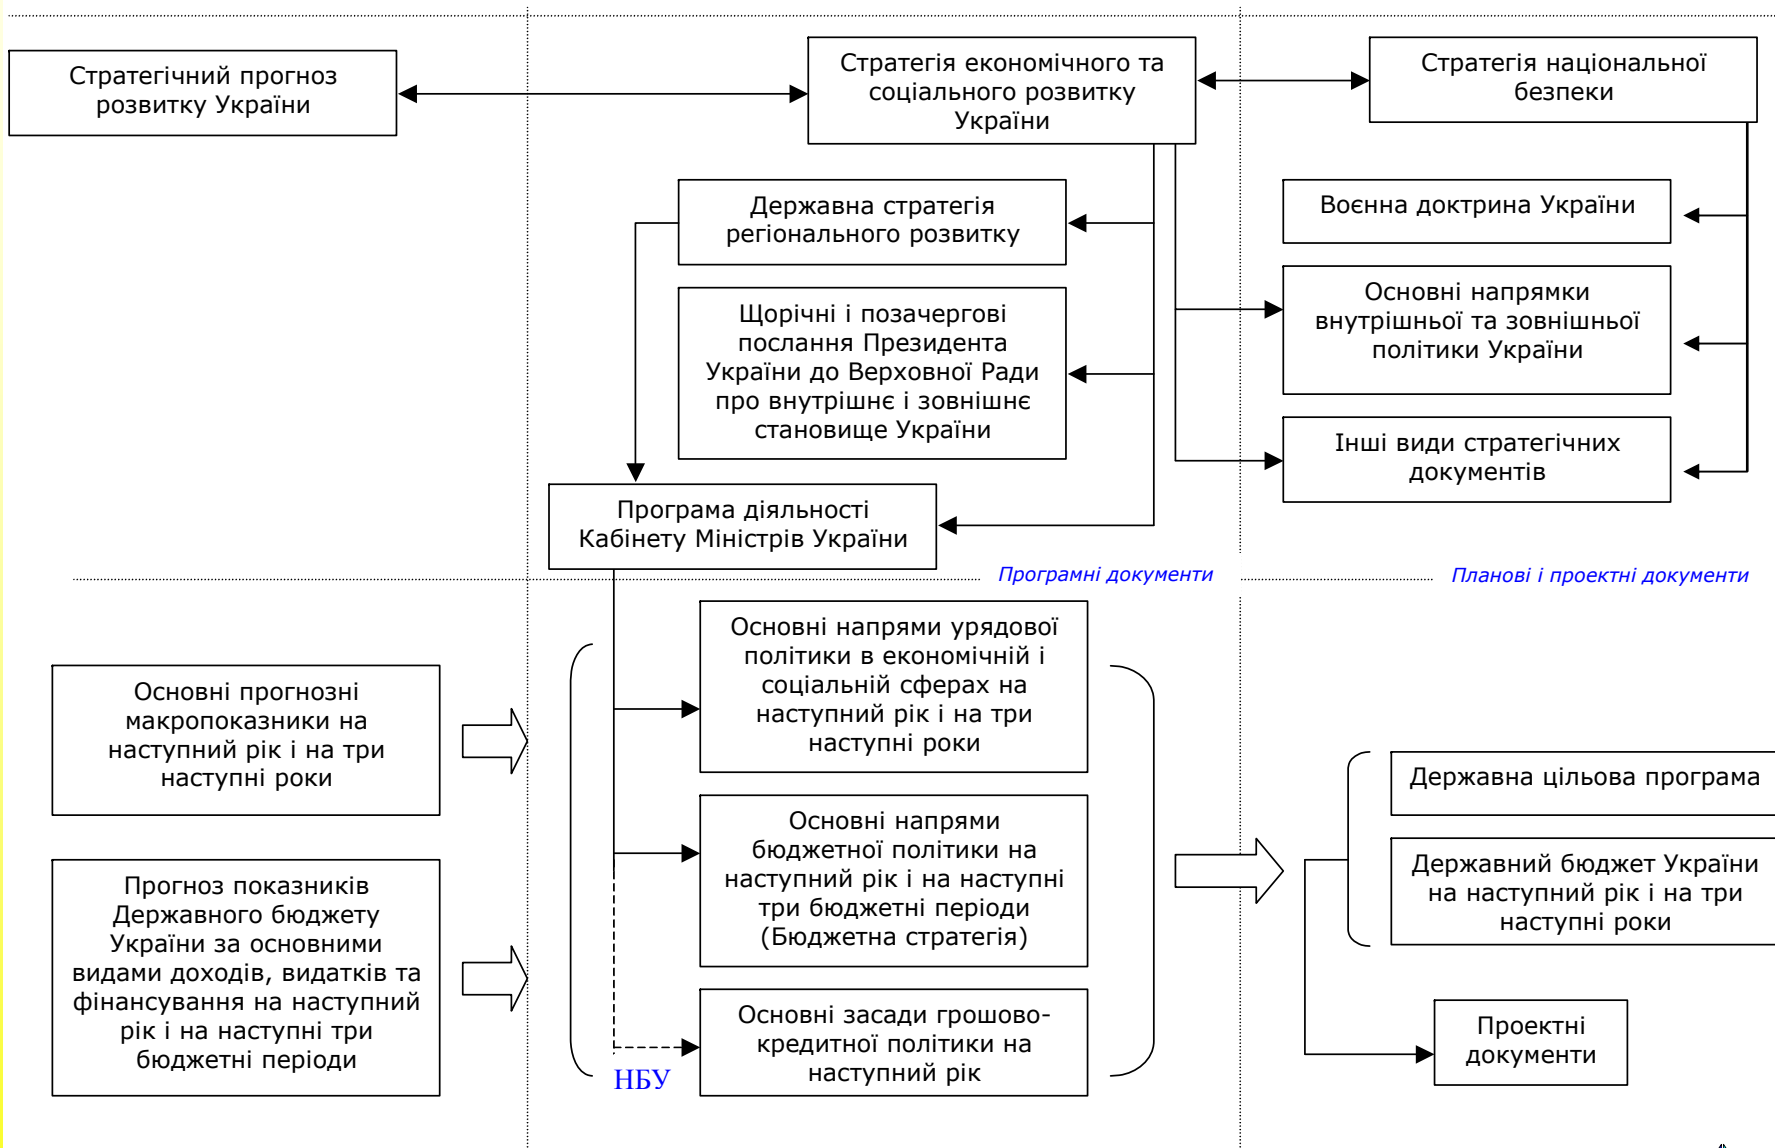 Стратегічний прогноз
розвитку України
Стратегія економічного та
соціального розвитку
України
Стратегія національної
безпеки
Державна стратегія
регіонального розвитку
Воєнна доктрина України
Щорічні і позачергові
послання Президента
України до Верховної Ради
про внутрішнє і зовнішнє
становище України
Основні напрямки
внутрішньої та зовнішньої
політики України
Інші види стратегічних
документів
Програма діяльності
Кабінету Міністрів України
Програмні документи
Планові і проектні документи
Основні прогнозні
макропоказники на
наступний рік і на три
наступні роки
Основні напрями урядової
політики в економічній і
соціальній сферах на
наступний рік і на три
наступні роки
Державна цільова програма
Прогноз показників
Державного бюджету
України за основними
видами доходів, видатків та
фінансування на наступний
рік і на наступні три
бюджетні періоди
Основні напрями
бюджетної політики на
наступний рік і на наступні
три бюджетні періоди
(Бюджетна стратегія)
Державний бюджет України
на наступний рік і на три
наступні роки
Основні засади грошово-
кредитної політики на
наступний рік
НБУ
Проектні
документи